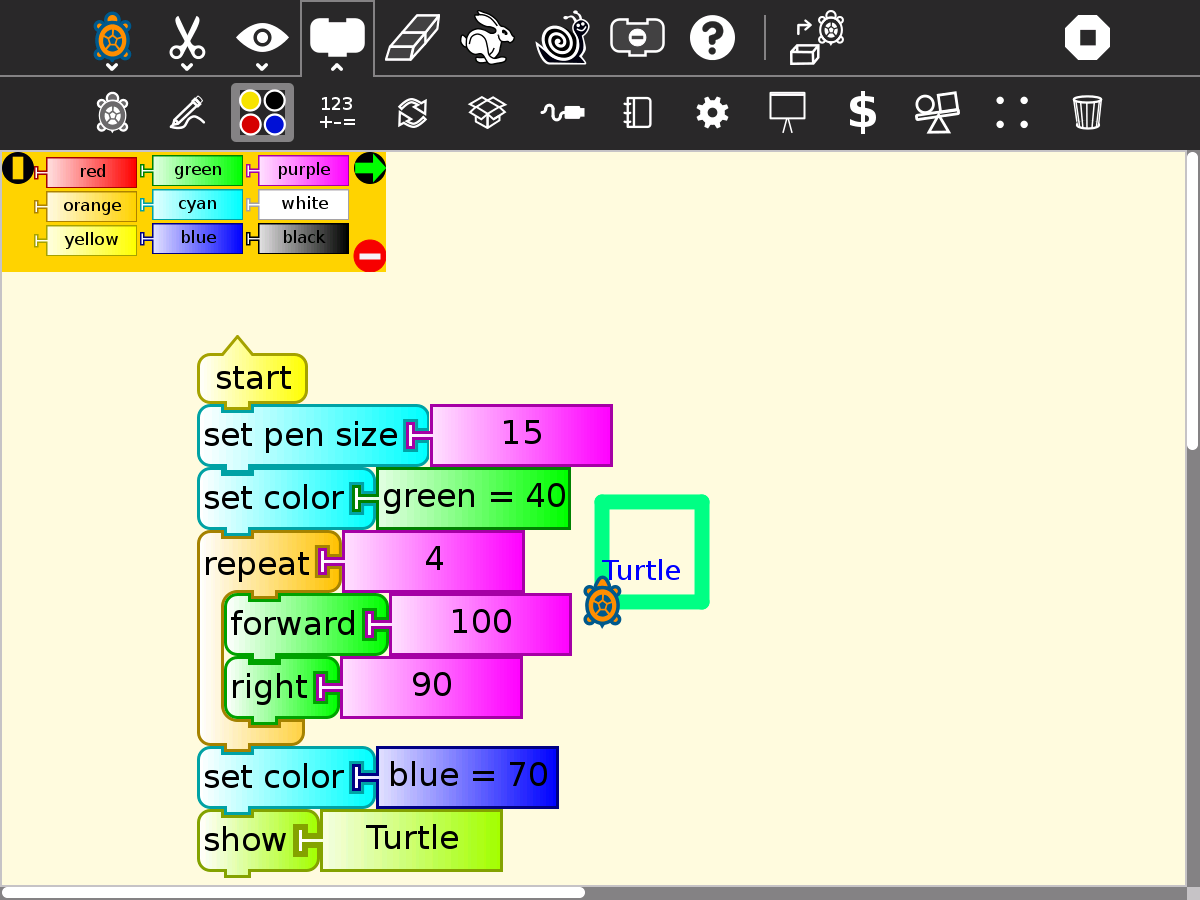 123
+-=
$
red green purple
orange cyan white
yellow blue black
start
set pen size 15
set color green = 40
repeat 4
forward 100
right 90
set color blue = 70
show Turtle
Turtle